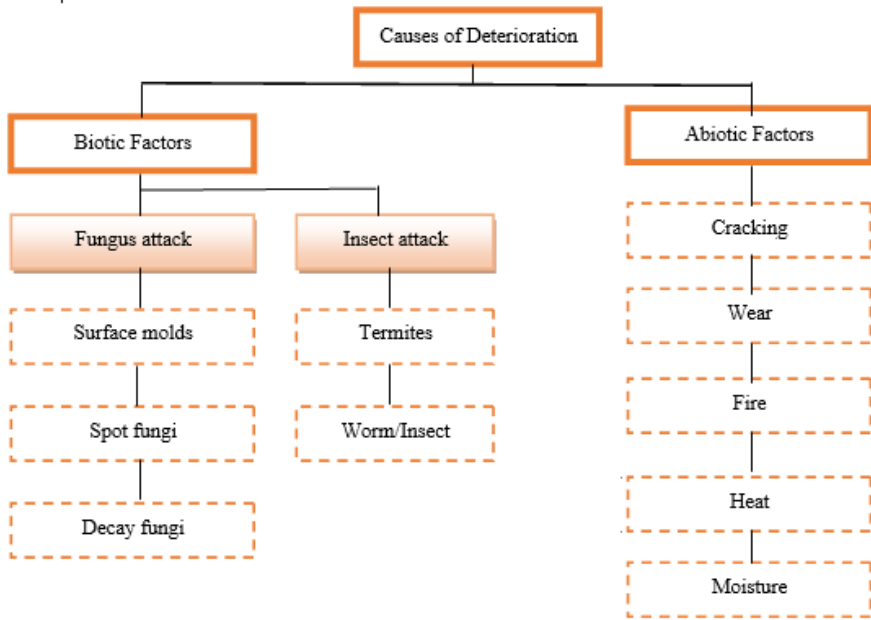 Causes of Deterioration
Biotic Factors
Abiotic Factors
Fungus attack
Insect attack
Cracking
Surface molds
Termites
Wear
Spot fungi
Worm/Insect
Fire
Decay fungi
Heat
Moisture